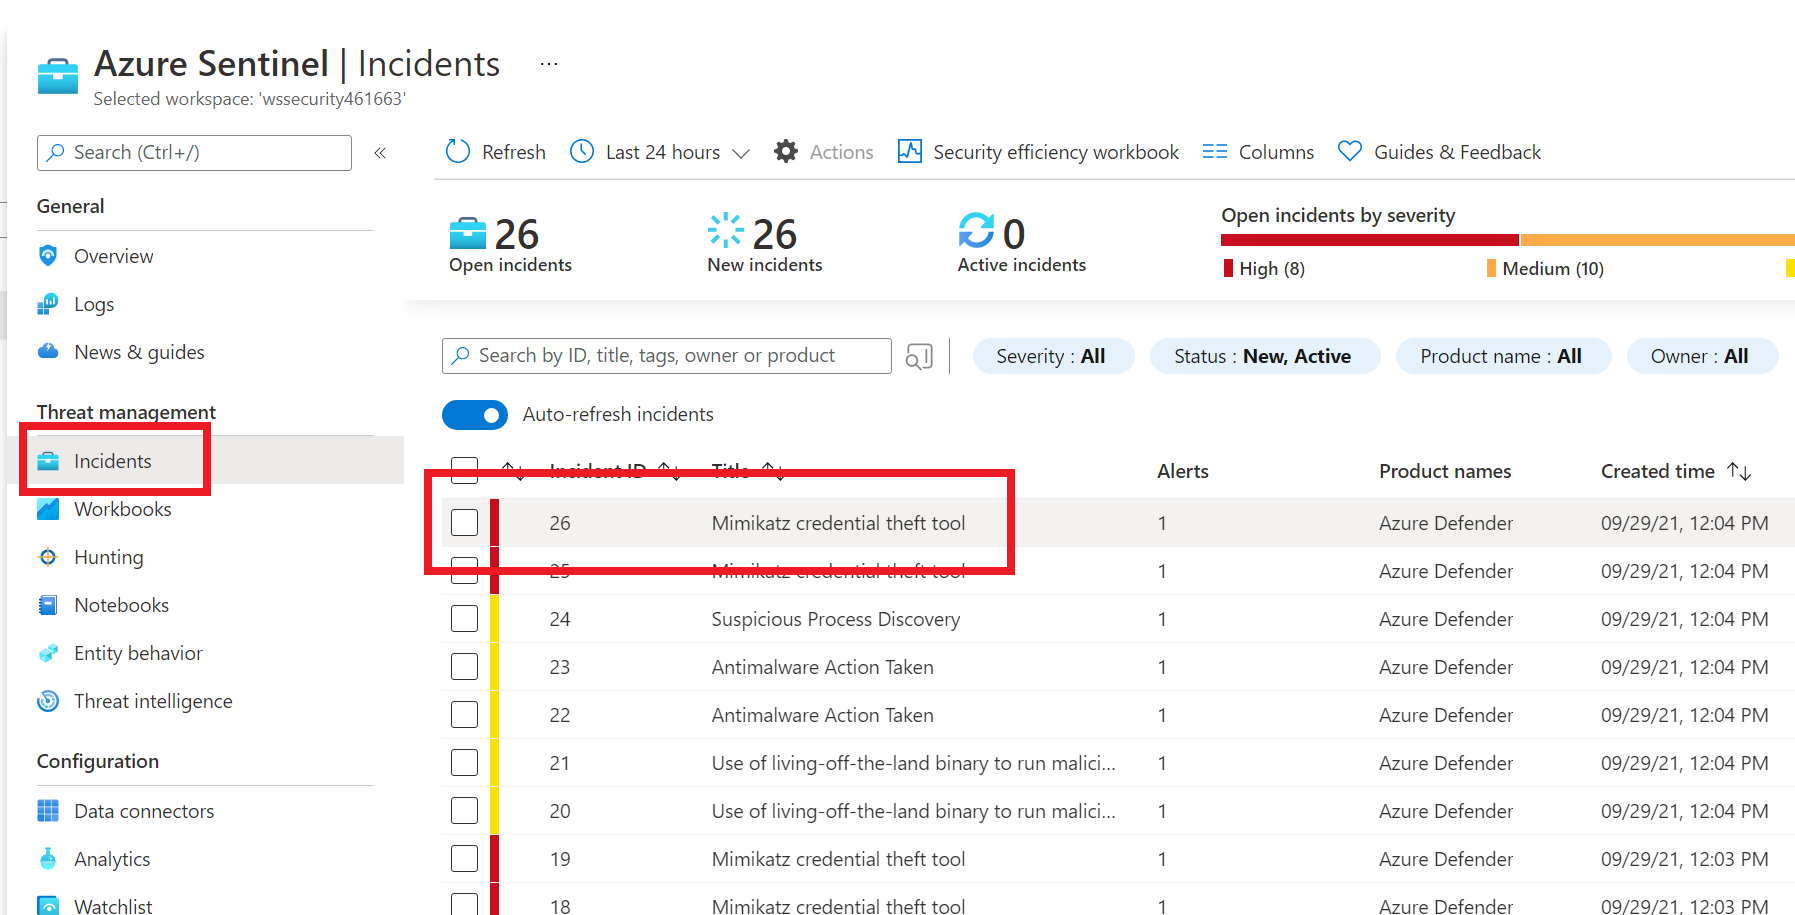 Azure Sentinel | Incidents ...
Selected workspace: 'wssecurity461663'
Search (Ctrl+/) «
General
Overview
Logs
News & guides
Threat management
Incidents
Workbooks
Hunting
Notebooks
Entity behavior
Threat intelligence
Configuration
Data connectors
Analytics
Watchlist
Refresh Last 24 hours Actions Security efficiency workbook Columns Guides & Feedback
26 26 0
Open incidents New incidents Active incidents
Open incidents by severity
High (8) Medium (10)
Search by ID, title, tags, owner or product Severity : All Status : New, Active Product name : All Owner : All
Auto-refresh incidents
Incident ID Title Alerts Product names Created time
26 Mimikatz credential theft tool 1 Azure Defender 09/29/21, 12:04 PM
25 Mimikatz credential theft tool 1 Azure Defender 09/29/21, 12:04 PM
24 Suspicious Process Discovery 1 Azure Defender 09/29/21, 12:04 PM
23 Antimalware Action Taken 1 Azure Defender 09/29/21, 12:04 PM
22 Antimalware Action Taken 1 Azure Defender 09/29/21, 12:04 PM
21 Use of living-off-the-land binary to run malici... 1 Azure Defender 09/29/21, 12:04 PM
20 Use of living-off-the-land binary to run malici... 1 Azure Defender 09/29/21, 12:04 PM
19 Mimikatz credential theft tool 1 Azure Defender 09/29/21, 12:03 PM
18 Mimikatz credential theft tool 1 Azure Defender 09/29/21, 12:03 PM